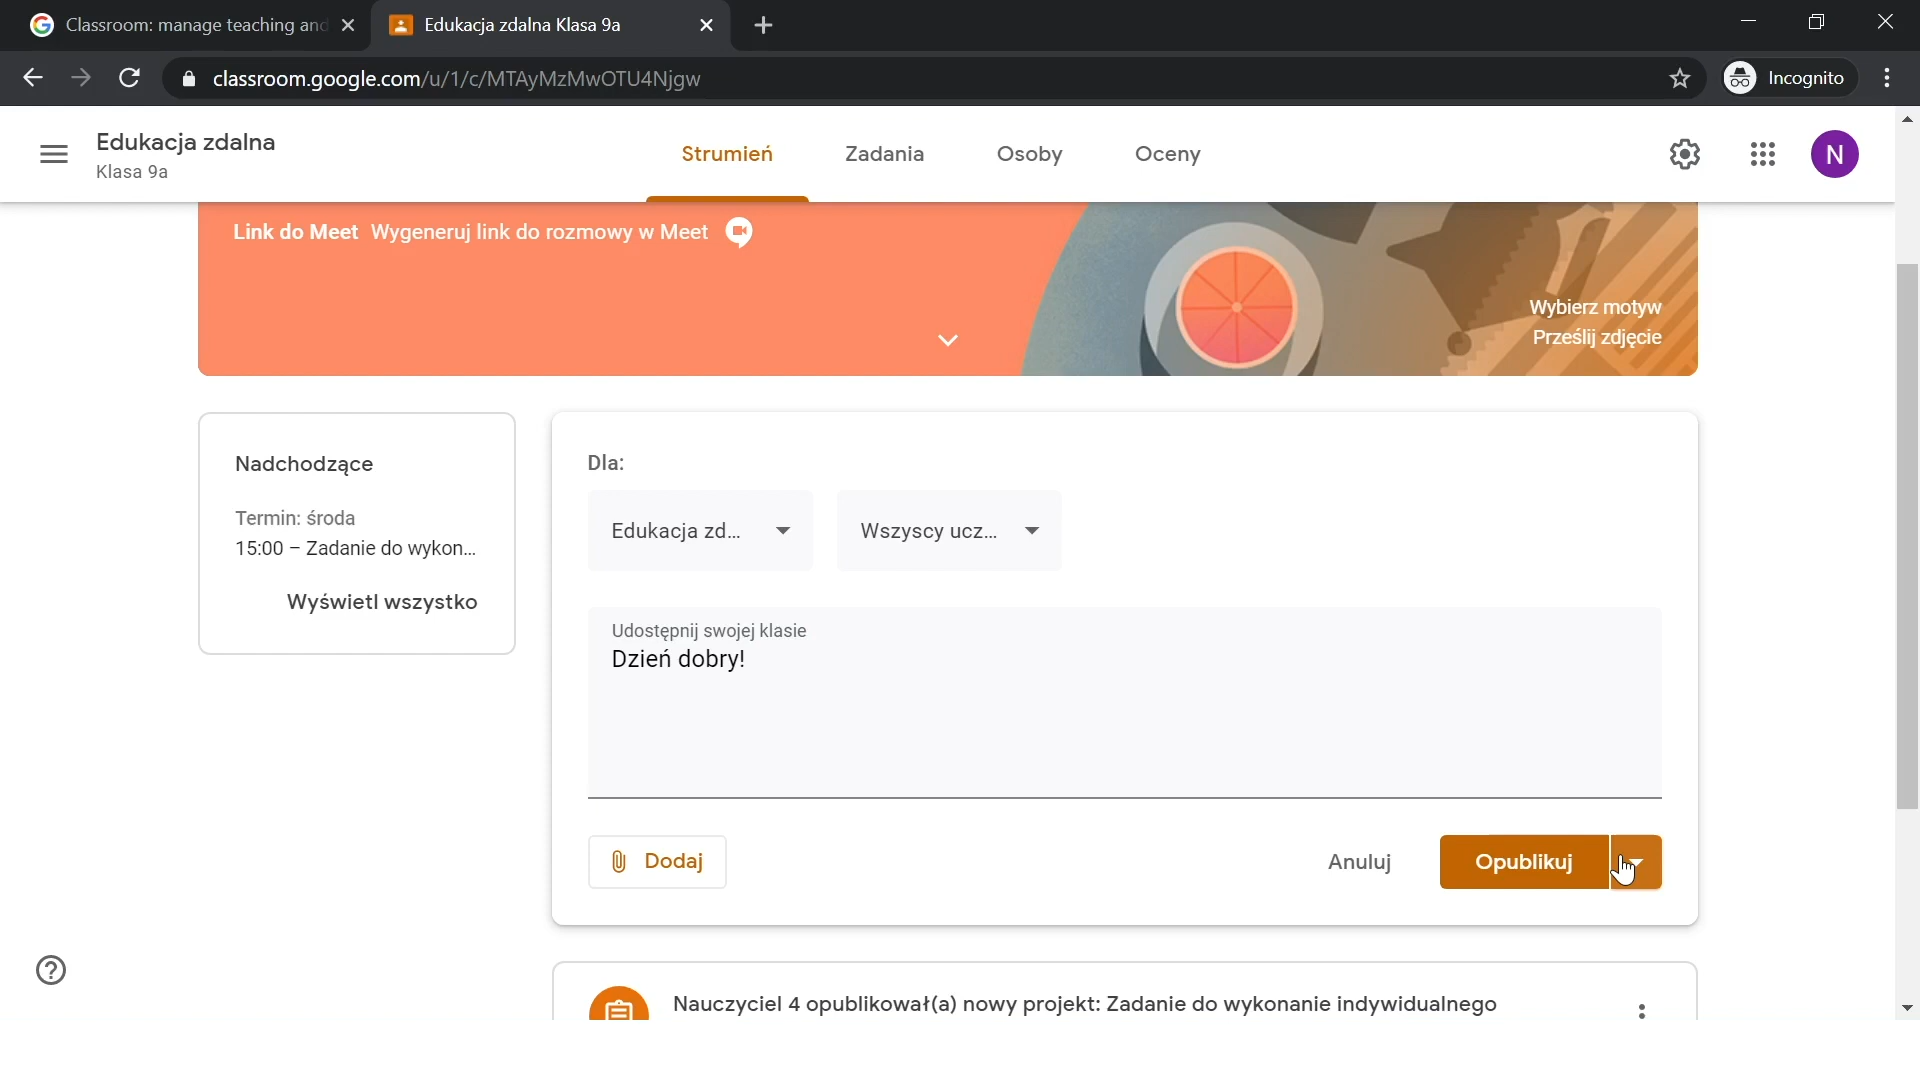 Classroom: manage teaching and
Edukacja zdalna Klasa 9a
classroom.google.com/u/1/c/MTAyMzMwOTU4Njgw
Incognito
Edukacja zdalna
Klasa 9a
Strumień
Zadania
Osoby
Oceny
N
Link do Meet Wygeneruj link do rozmowy w Meet
Wybierz motyw
Prześlij zdjęcie
Nadchodzące
Termin: środa
15:00 – Zadanie do wykon...
Wyświetl wszystko
Dla:
Edukacja zd...
Wszyscy ucz...
Udostępnij swojej klasie
Dzień dobry!
Dodaj
Anuluj
Opublikuj
Nauczyciel 4 opublikował(a) nowy projekt: Zadanie do wykonanie indywidualnego